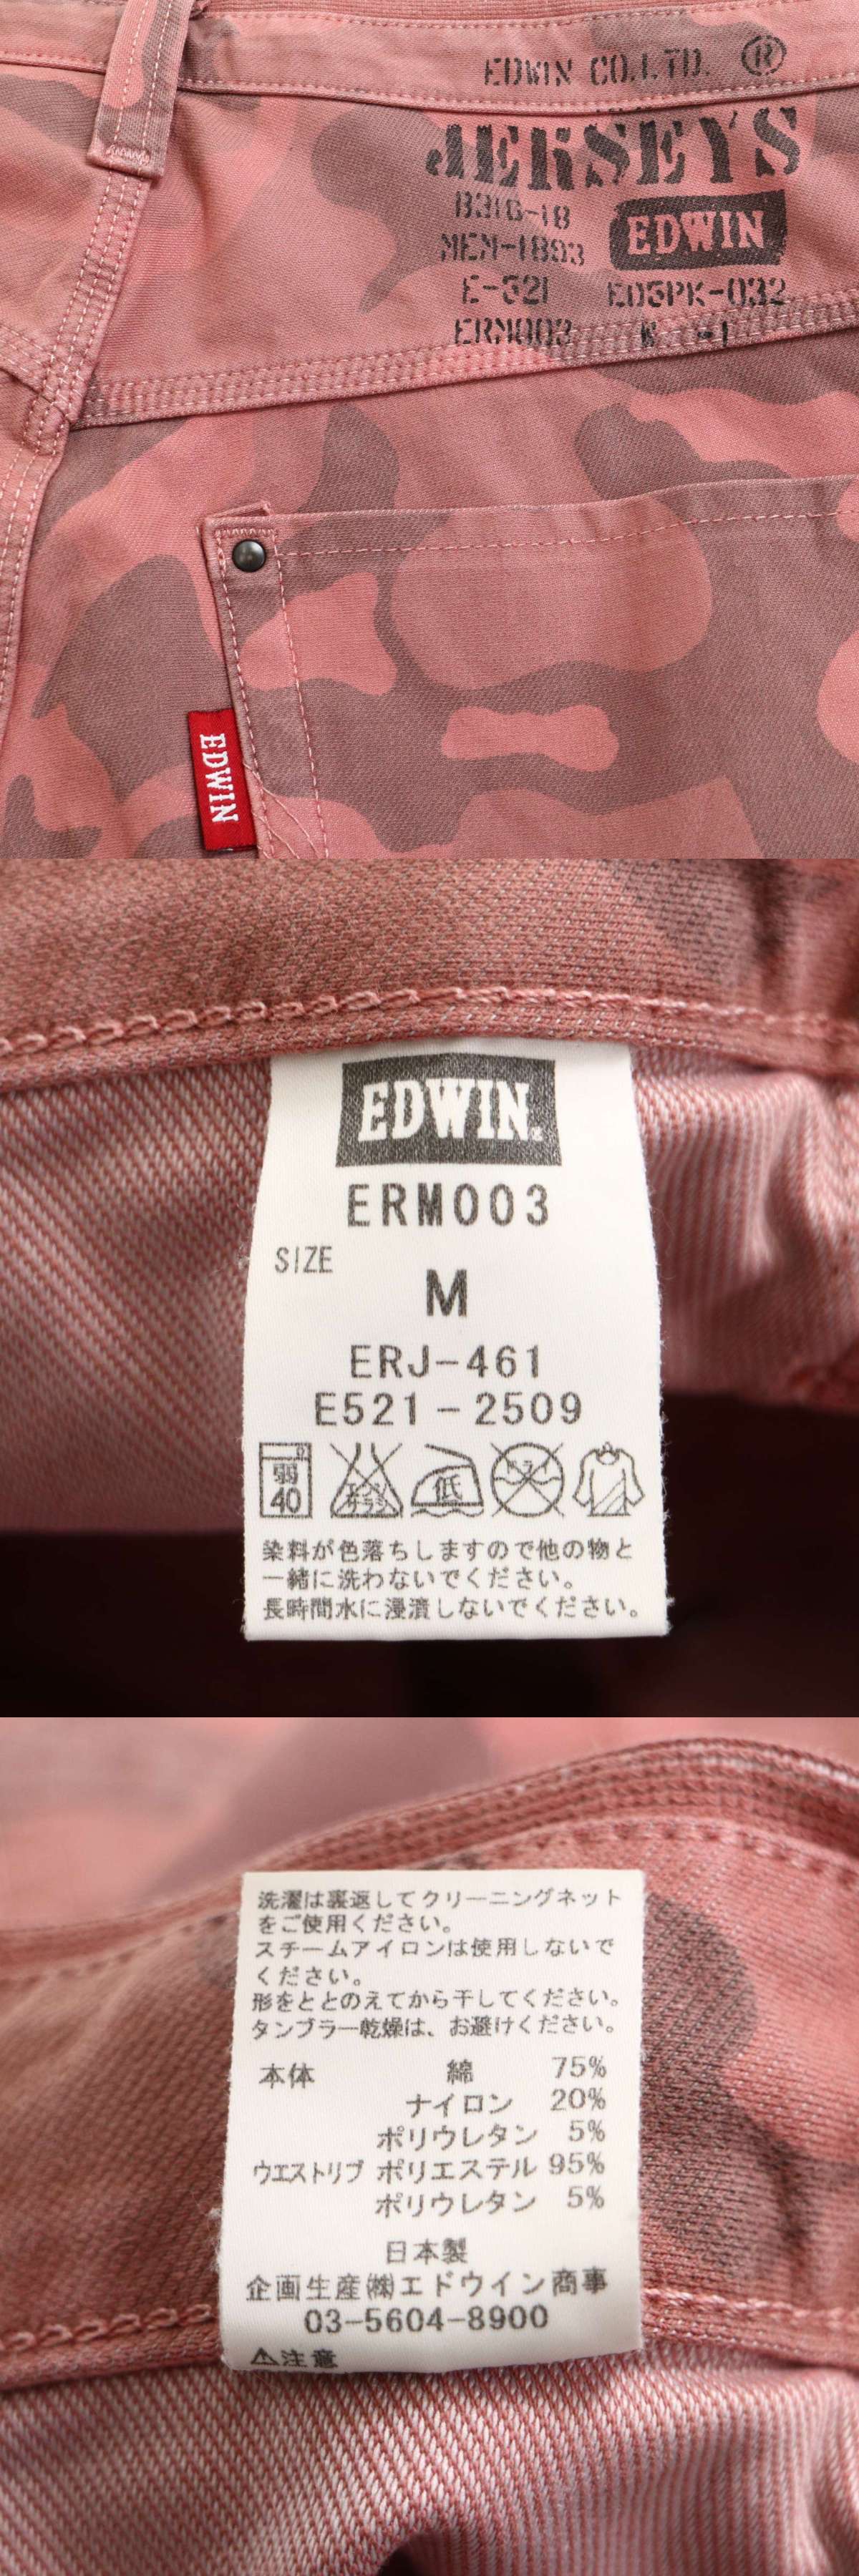 EDWIN CO.LTD. ®
JERSEYS
B31G-18
MEM-1893
EDWIN
E-521 ED5PK-032
ERM003 K -1
EDWIN
EDWIN
ERM003
SIZE
M
ERJ-461
E521-2509
弱
40
低
染料が色落ちしますので他の物と
一緒に洗わないでください。
長時間水に浸漬しないでください。
洗濯は裏返してクリーニングネット
をご使用ください。
スチームアイロンは使用しないで
ください。
形をととのえてから干してください。
タンブラー乾燥は、お避けください。
本体 綿 75%
ナイロン 20%
ポリウレタン 5%
ウエストリブ ポリエステル 95%
ポリウレタン 5%
日本製
企画生産㈱エドウイン商事
03-5604-8900
⚠注意